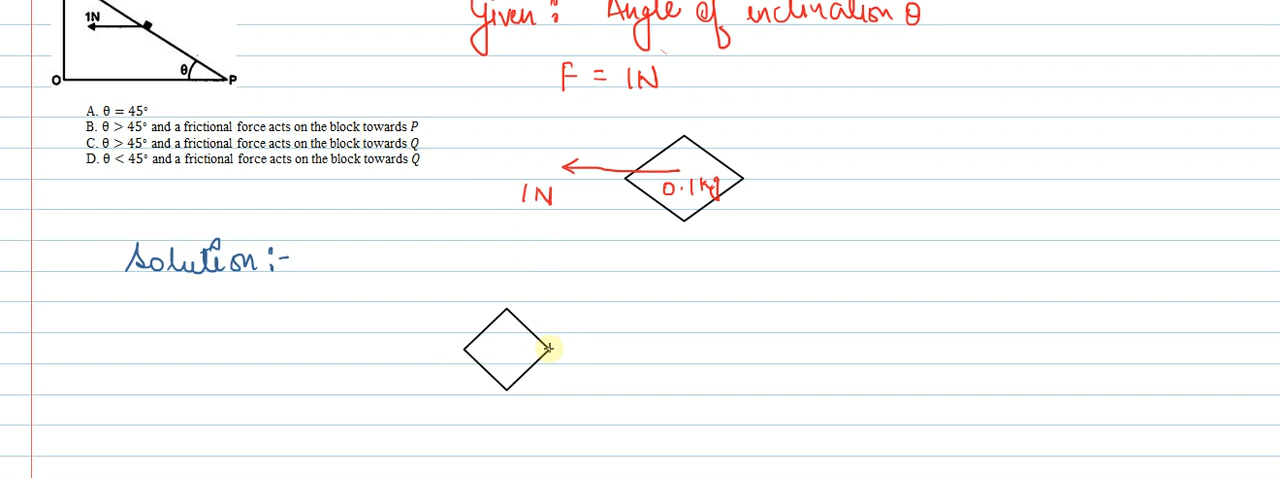 Given : Angle of inclination θ
1N
θ
O P
F = 1N
A. θ = 45°
B. θ > 45° and a frictional force acts on the block towards P
C. θ > 45° and a frictional force acts on the block towards Q
D. θ < 45° and a frictional force acts on the block towards Q
0.1kg
1N
Solution :-